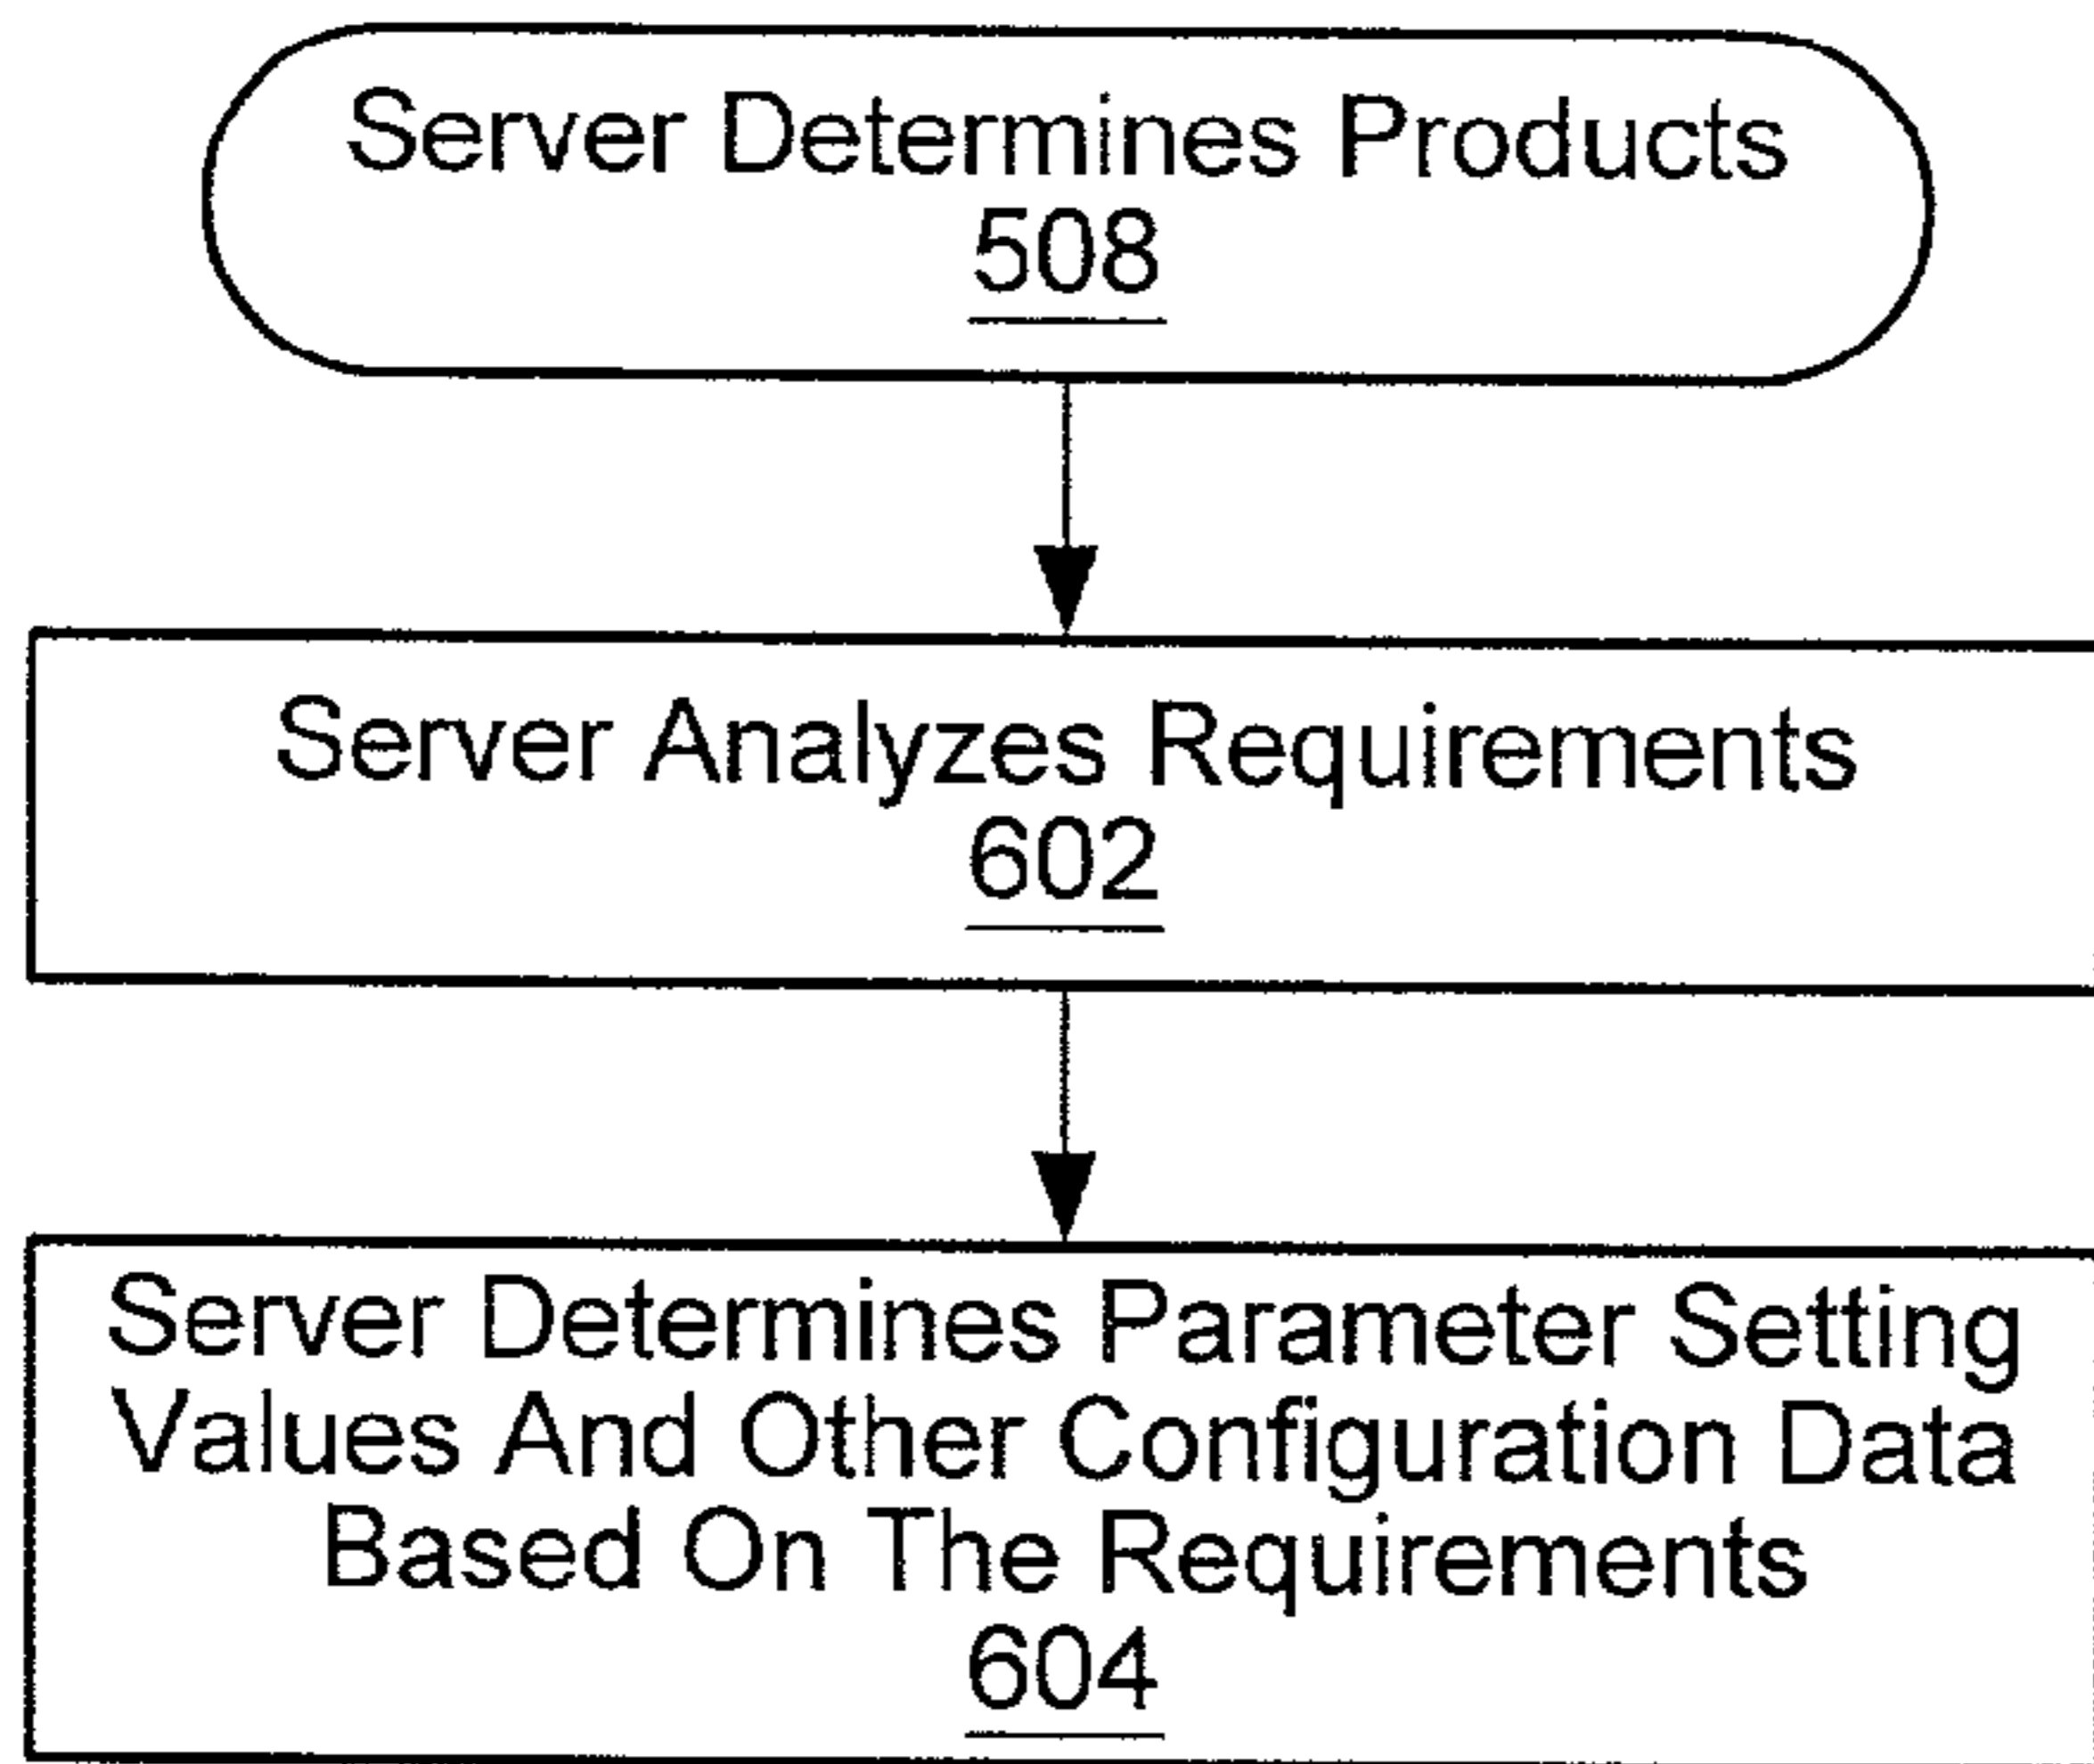 Server Determines Products
508
Server Analyzes Requirements
602
Server Determines Parameter Setting
Values And Other Configuration Data
Based On The Requirements
604